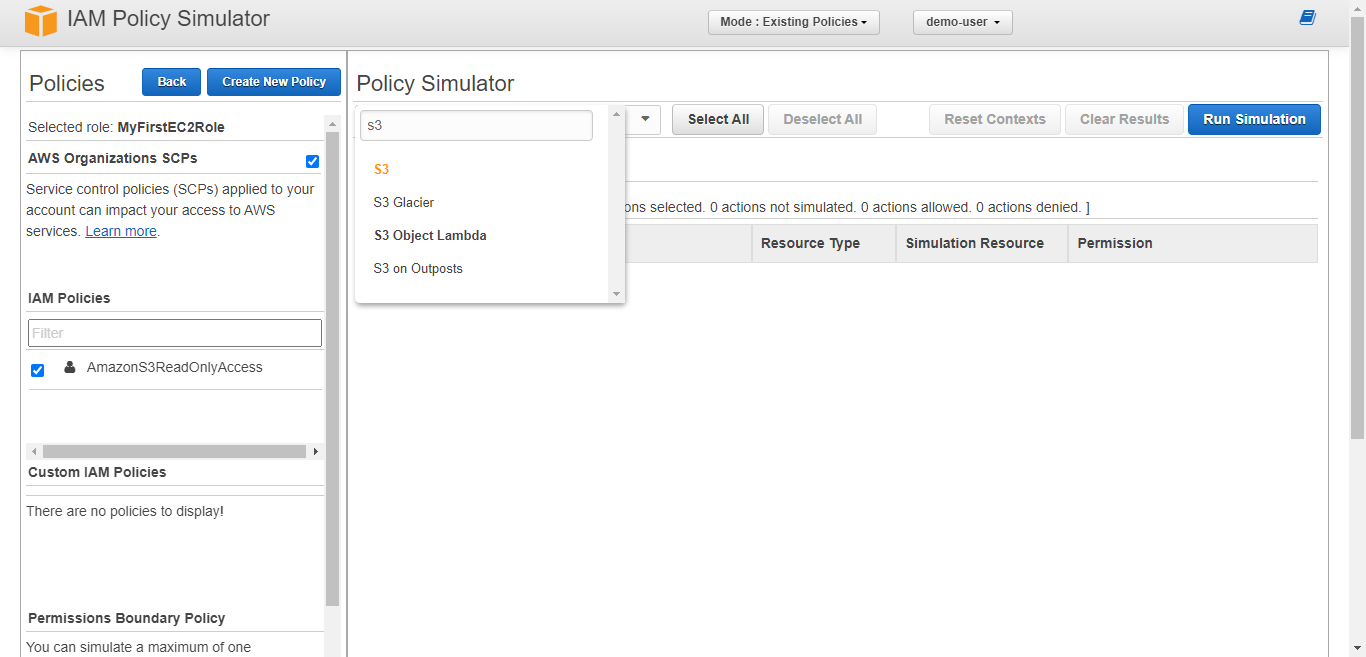 IAM Policy Simulator
Mode : Existing Policies
demo-user
Policies
Back
Create New Policy
Selected role: MyFirstEC2Role
AWS Organizations SCPs
Service control policies (SCPs) applied to your
account can impact your access to AWS
services. Learn more.
IAM Policies
Filter
AmazonS3ReadOnlyAccess
Custom IAM Policies
There are no policies to display!
Permissions Boundary Policy
You can simulate a maximum of one
Policy Simulator
s3
Select All
Deselect All
Reset Contexts
Clear Results
Run Simulation
S3
S3 Glacier
S3 Object Lambda
S3 on Outposts
ons selected. 0 actions not simulated. 0 actions allowed. 0 actions denied. ]
Resource Type
Simulation Resource
Permission